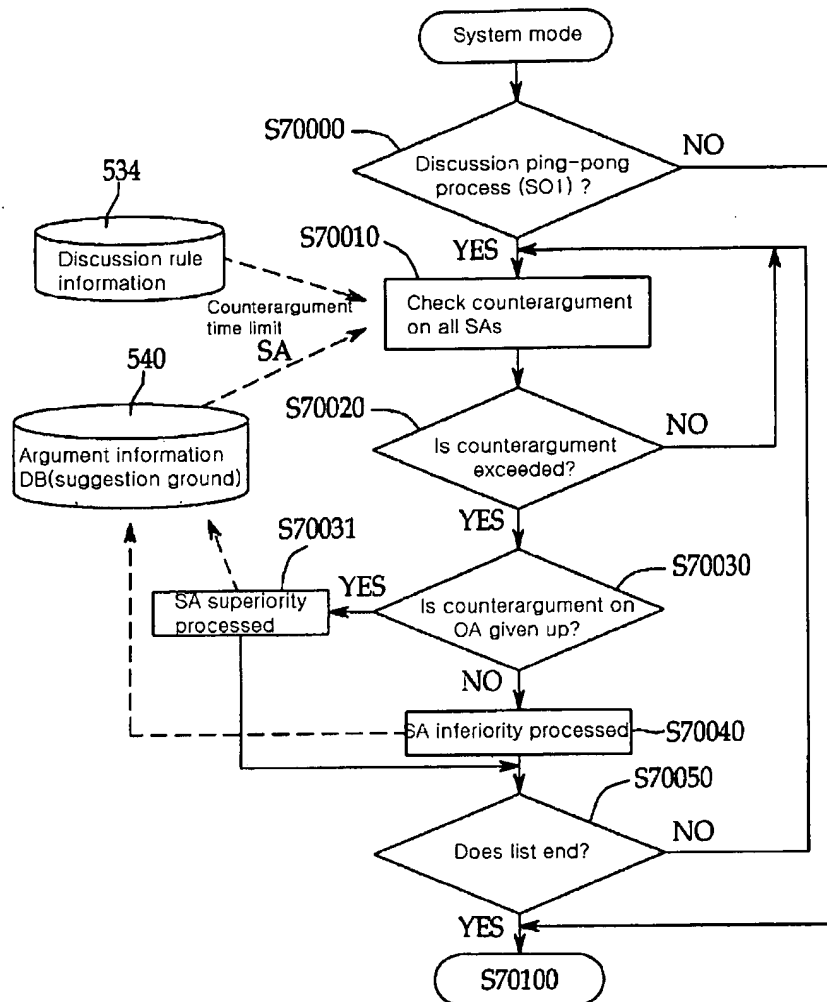 System mode
S70000
NO
Discussion ping-pong
process (SO1) ?
534
S70010
YES
Discussion rule
information
Check counterargument
on all SAs
Counterargument
time limit
SA
540
S70020
NO
Is counterargument
exceeded?
Argument information
DB(suggestion ground)
YES
S70031
S70030
YES
SA superiority
processed
Is counterargument on
OA given up?
NO
SA inferiority processed
S70040
S70050
NO
Does list end?
YES
S70100